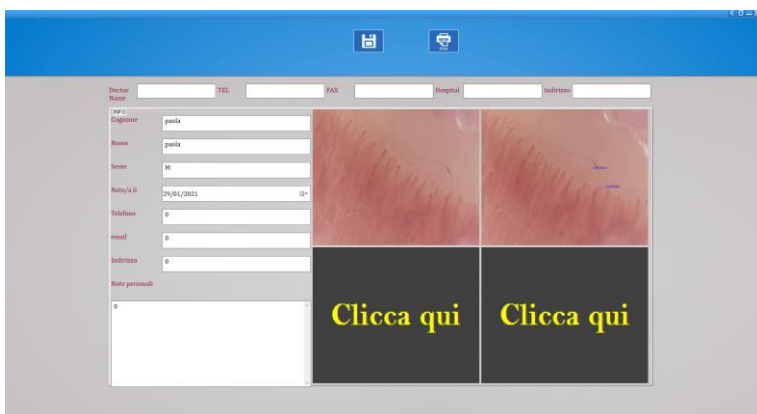 Doctor Name
TEL
FAX
Hospital
Indirizzo
INFO
Cognome
paola
Nome
paola
Sesso
M
Nato/a il
29/01/2021
Telefono
0
email
0
Indirizzo
0
Note personali
0
Clicca qui
Clicca qui